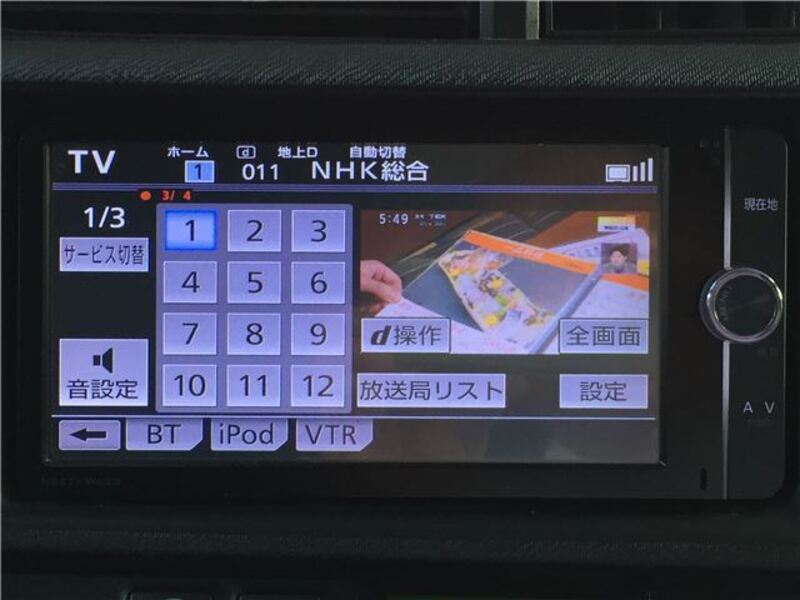 TV
ホーム
1
d
011
地上D
自動切替
NHK総合
3/ 4
1/3
サービス切替
1 2 3
4 5 6
7 8 9
10 11 12
5:49
d操作
全画面
音設定
放送局リスト
設定
BT
iPod
VTR
現在地
MENU
A V